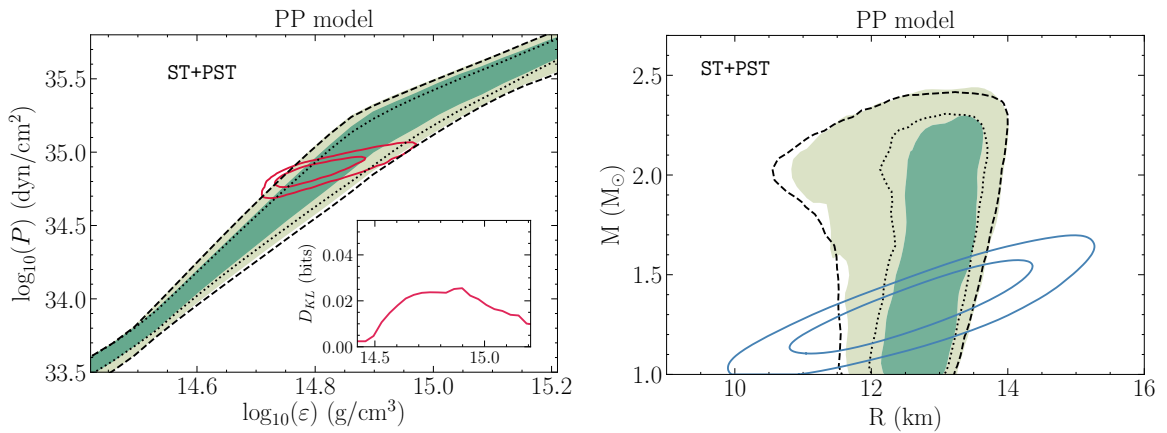 PP model
ST+PST
log₁₀(P) (dyn/cm²)
35.5
35.0
34.5
34.0
33.5
14.6
14.8
15.0
15.2
log₁₀(ε) (g/cm³)
D_KL (bits)
0.04
0.02
0.00
14.5
15.0
PP model
ST+PST
M (M⊙)
2.5
2.0
1.5
1.0
10
12
14
16
R (km)